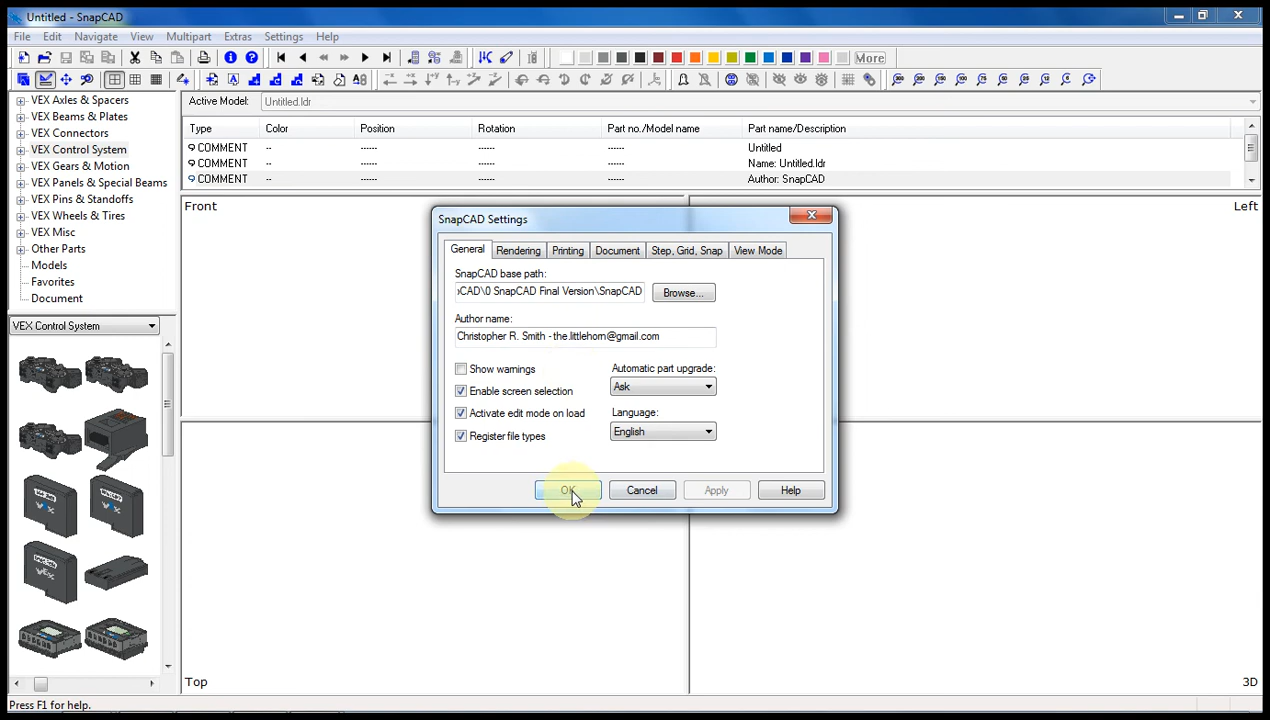 Untitled - SnapCAD
File Edit Navigate View Multipart Extras Settings Help
More
VEX Axles & Spacers
VEX Beams & Plates
VEX Connectors
VEX Control System
VEX Gears & Motion
VEX Panels & Special Beams
VEX Pins & Standoffs
VEX Wheels & Tires
VEX Misc
Other Parts
Models
Favorites
Document
VEX Control System
Active Model: Untitled.ldr
Type Color Position Rotation Part no./Model name Part name/Description
COMMENT -- ------ ------ ------ Untitled
COMMENT -- ------ ------ ------ Name: Untitled.ldr
COMMENT -- ------ ------ ------ Author: SnapCAD
Front
Left
SnapCAD Settings
General Rendering Printing Document Step, Grid, Snap View Mode
SnapCAD base path:
CAD\0 SnapCAD Final Version\SnapCAD Browse...
Author name:
Christopher R. Smith - the.littlehorn@gmail.com
Show warnings
Automatic part upgrade:
Enable screen selection
Ask
Activate edit mode on load
Language:
Register file types
English
OK Cancel Apply Help
Top
3D
Press F1 for help.